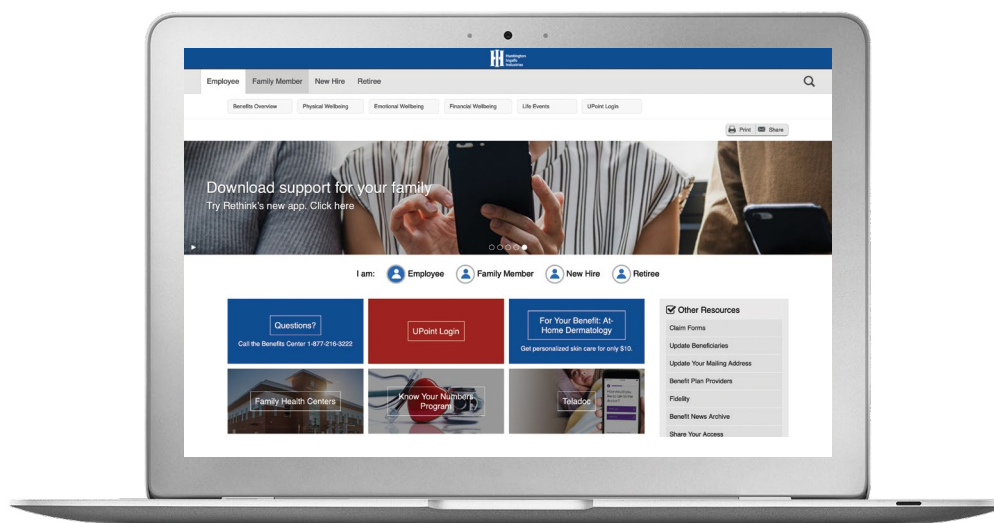 Huntington
Ingalls
Industries
Employee Family Member New Hire Retiree
Benefits Overview Physical Wellbeing Emotional Wellbeing Financial Wellbeing Life Events UPoint Login
Print Share
Download support for your family
Try Rethink's new app. Click here
I am: Employee Family Member New Hire Retiree
Questions?
Call the Benefits Center 1-877-216-3222
UPoint Login
For Your Benefit: At-
Home Dermatology
Get personalized skin care for only $10.
Family Health Centers
Know Your Numbers
Program
Teladoc
Other Resources
Claim Forms
Update Beneficiaries
Update Your Mailing Address
Benefit Plan Providers
Fidelity
Benefit News Archive
Share Your Access